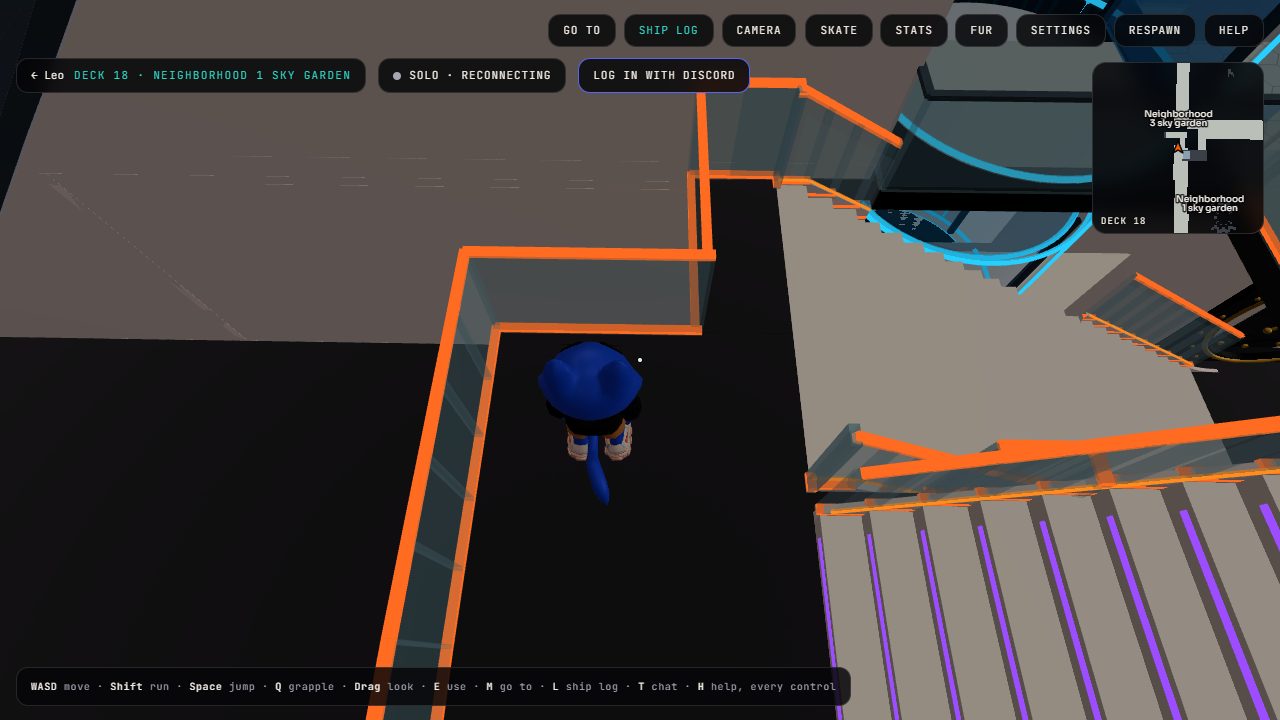 GO TO
SHIP LOG
CAMERA
SKATE
STATS
FUR
SETTINGS
RESPAWN
HELP
← Leo DECK 18 · NEIGHBORHOOD 1 SKY GARDEN
SOLO · RECONNECTING
LOG IN WITH DISCORD
Neighborhood
3 sky garden
Neighborhood
1 sky garden
DECK 18
WASD move · Shift run · Space jump · Q grapple · Drag look · E use · M go to · L ship log · T chat · H help, every control